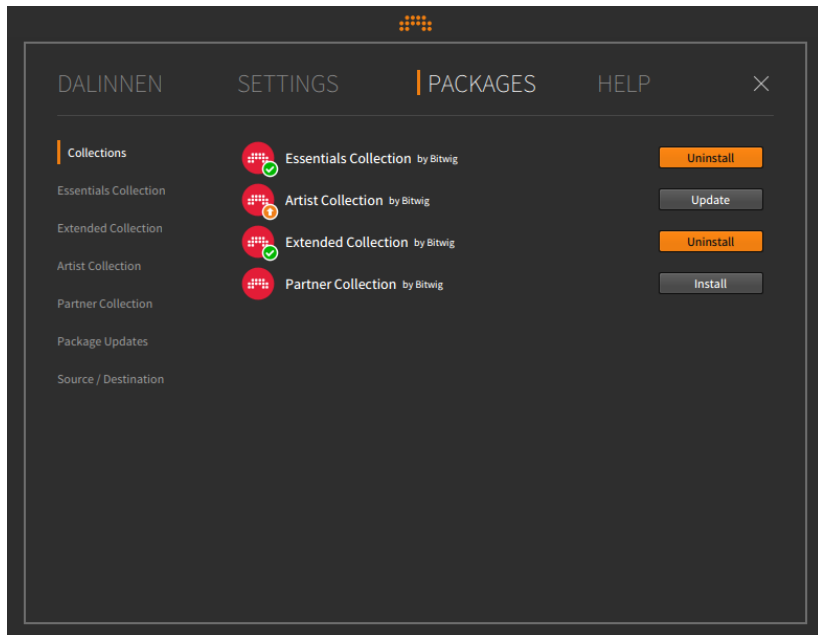 DALINNEN SETTINGS PACKAGES HELP
Collections
Essentials Collection
Extended Collection
Artist Collection
Partner Collection
Package Updates
Source / Destination
Essentials Collection by Bitwig Uninstall
Artist Collection by Bitwig Update
Extended Collection by Bitwig Uninstall
Partner Collection by Bitwig Install